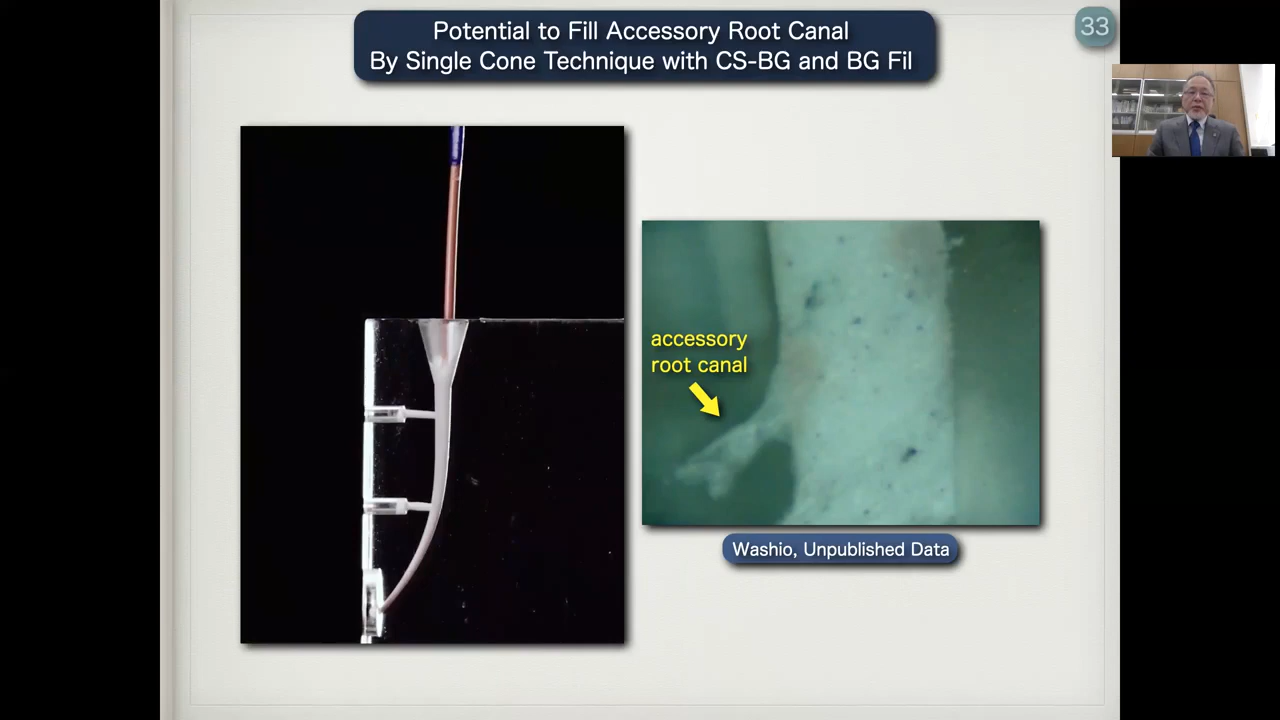 Potential to Fill Accessory Root Canal
By Single Cone Technique with CS-BG and BG Fil
33
accessory
root canal
Washio, Unpublished Data